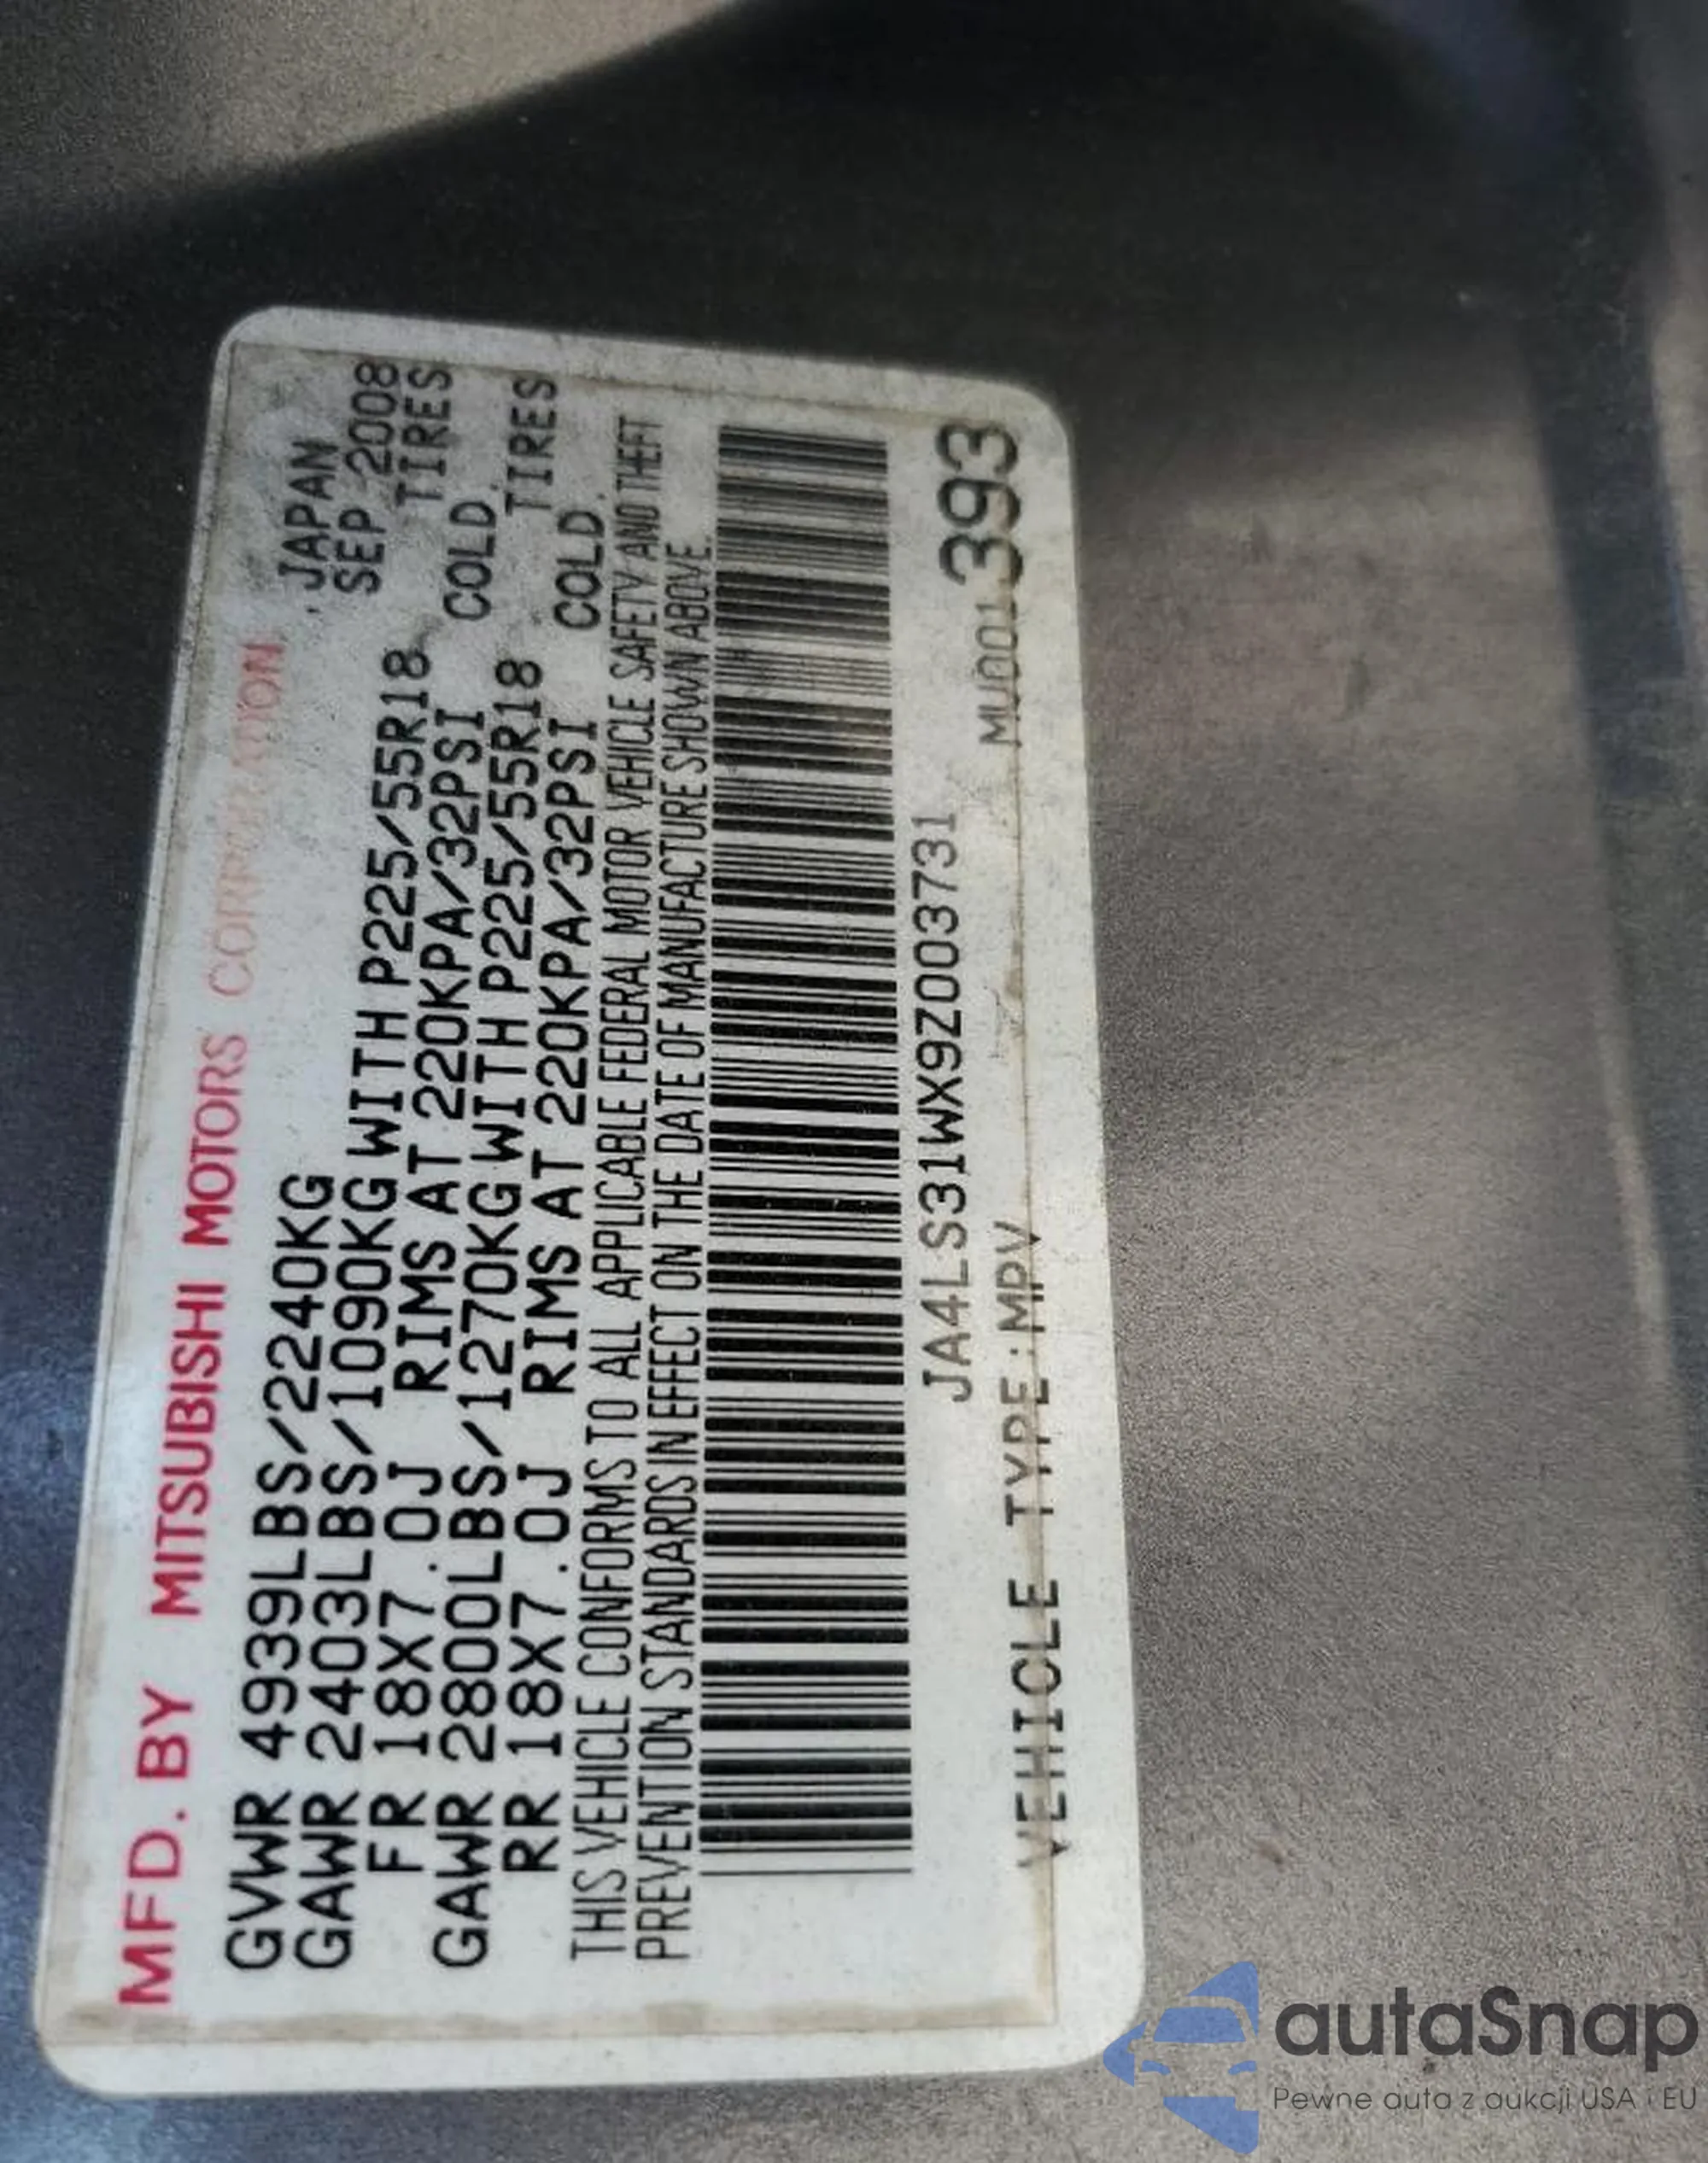 MFD. BY MITSUBISHI MOTORS CORPORATION, JAPAN
GVWR 4939LBS/2240KG SEP 2008
GAWR 2403LBS/1090KG WITH P225/55R18 TIRES
FR 18X7.0J RIMS AT 220KPA/32PSI COLD.
GAWR 2800LBS/1270KG WITH P225/55R18 TIRES
RR 18X7.0J RIMS AT 220KPA/32PSI COLD.
THIS VEHICLE CONFORMS TO ALL APPLICABLE FEDERAL MOTOR VEHICLE SAFETY AND THEFT
PREVENTION STANDARDS IN EFFECT ON THE DATE OF MANUFACTURE SHOWN ABOVE.
JA4LS31WX9Z003731
VEHICLE TYPE:MPV MU001393
autaSnap
Pewne auta z aukcji USA i EU